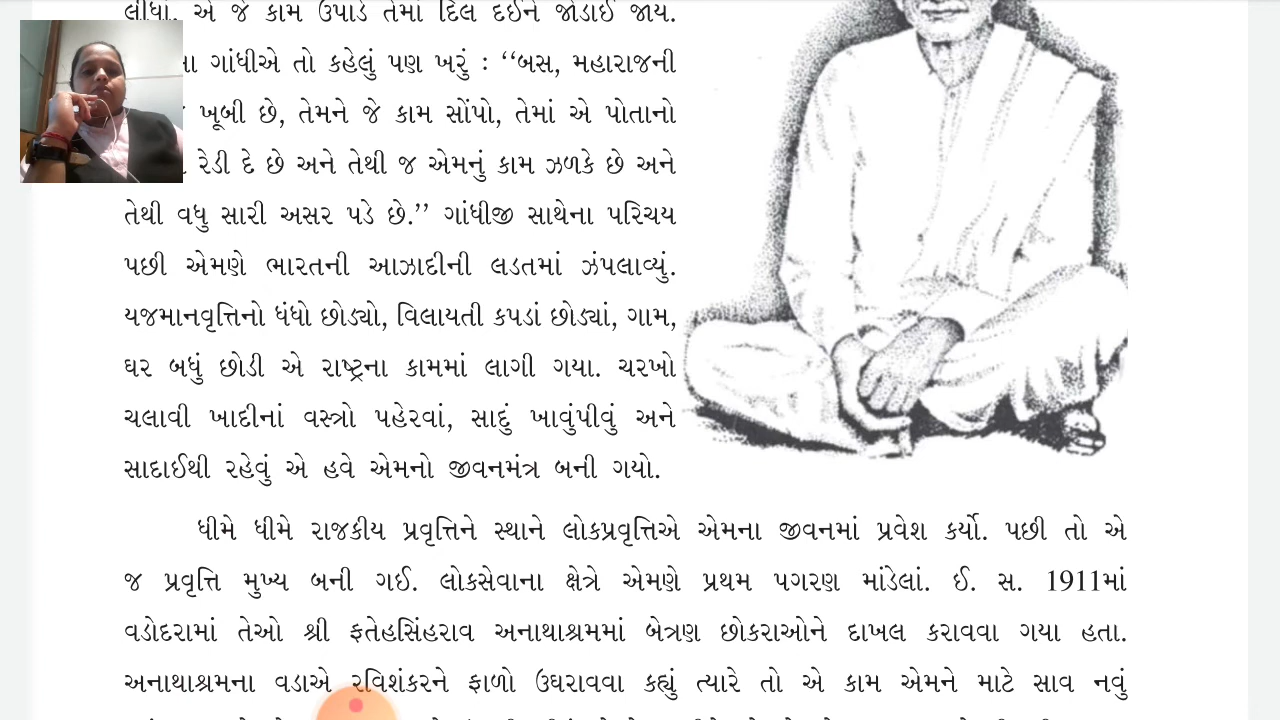 લીધા. એ જે કામ ઉપાડે તેમાં દિલ દઈને જોડાઈ જાય.
ગાંધીએ તો કહેલું પણ ખરું : ‘‘બસ, મહારાજની
ખૂબી છે, તેમને જે કામ સોંપો, તેમાં એ પોતાનો
રેડી દે છે અને તેથી જ એમનું કામ ઝળકે છે અને
તેથી વધુ સારી અસર પડે છે.’’ ગાંધીજી સાથેના પરિચય
પછી એમણે ભારતની આઝાદીની લડતમાં ઝંપલાવ્યું.
યજમાનવૃત્તિનો ધંધો છોડ્યો, વિલાયતી કપડાં છોડ્યાં, ગામ,
ઘર બધું છોડી એ રાષ્ટ્રના કામમાં લાગી ગયા. ચરખો
ચલાવી ખાદીનાં વસ્ત્રો પહેરવાં, સાદું ખાવુંપીવું અને
સાદાઈથી રહેવું એ હવે એમનો જીવનમંત્ર બની ગયો.
ધીમે ધીમે રાજકીય પ્રવૃત્તિને સ્થાને લોકપ્રવૃત્તિએ એમના જીવનમાં પ્રવેશ કર્યો. પછી તો એ
જ પ્રવૃત્તિ મુખ્ય બની ગઈ. લોકસેવાના ક્ષેત્રે એમણે પ્રથમ પગરણ માંડેલાં. ઈ. સ. 1911માં
વડોદરામાં તેઓ શ્રી ફતેહસિંહરાવ અનાથાશ્રમમાં બેત્રણ છોકરાઓને દાખલ કરાવવા ગયા હતા.
અનાથાશ્રમના વડાએ રવિશંકરને ફાળો ઉઘરાવવા કહ્યું ત્યારે તો એ કામ એમને માટે સાવ નવું